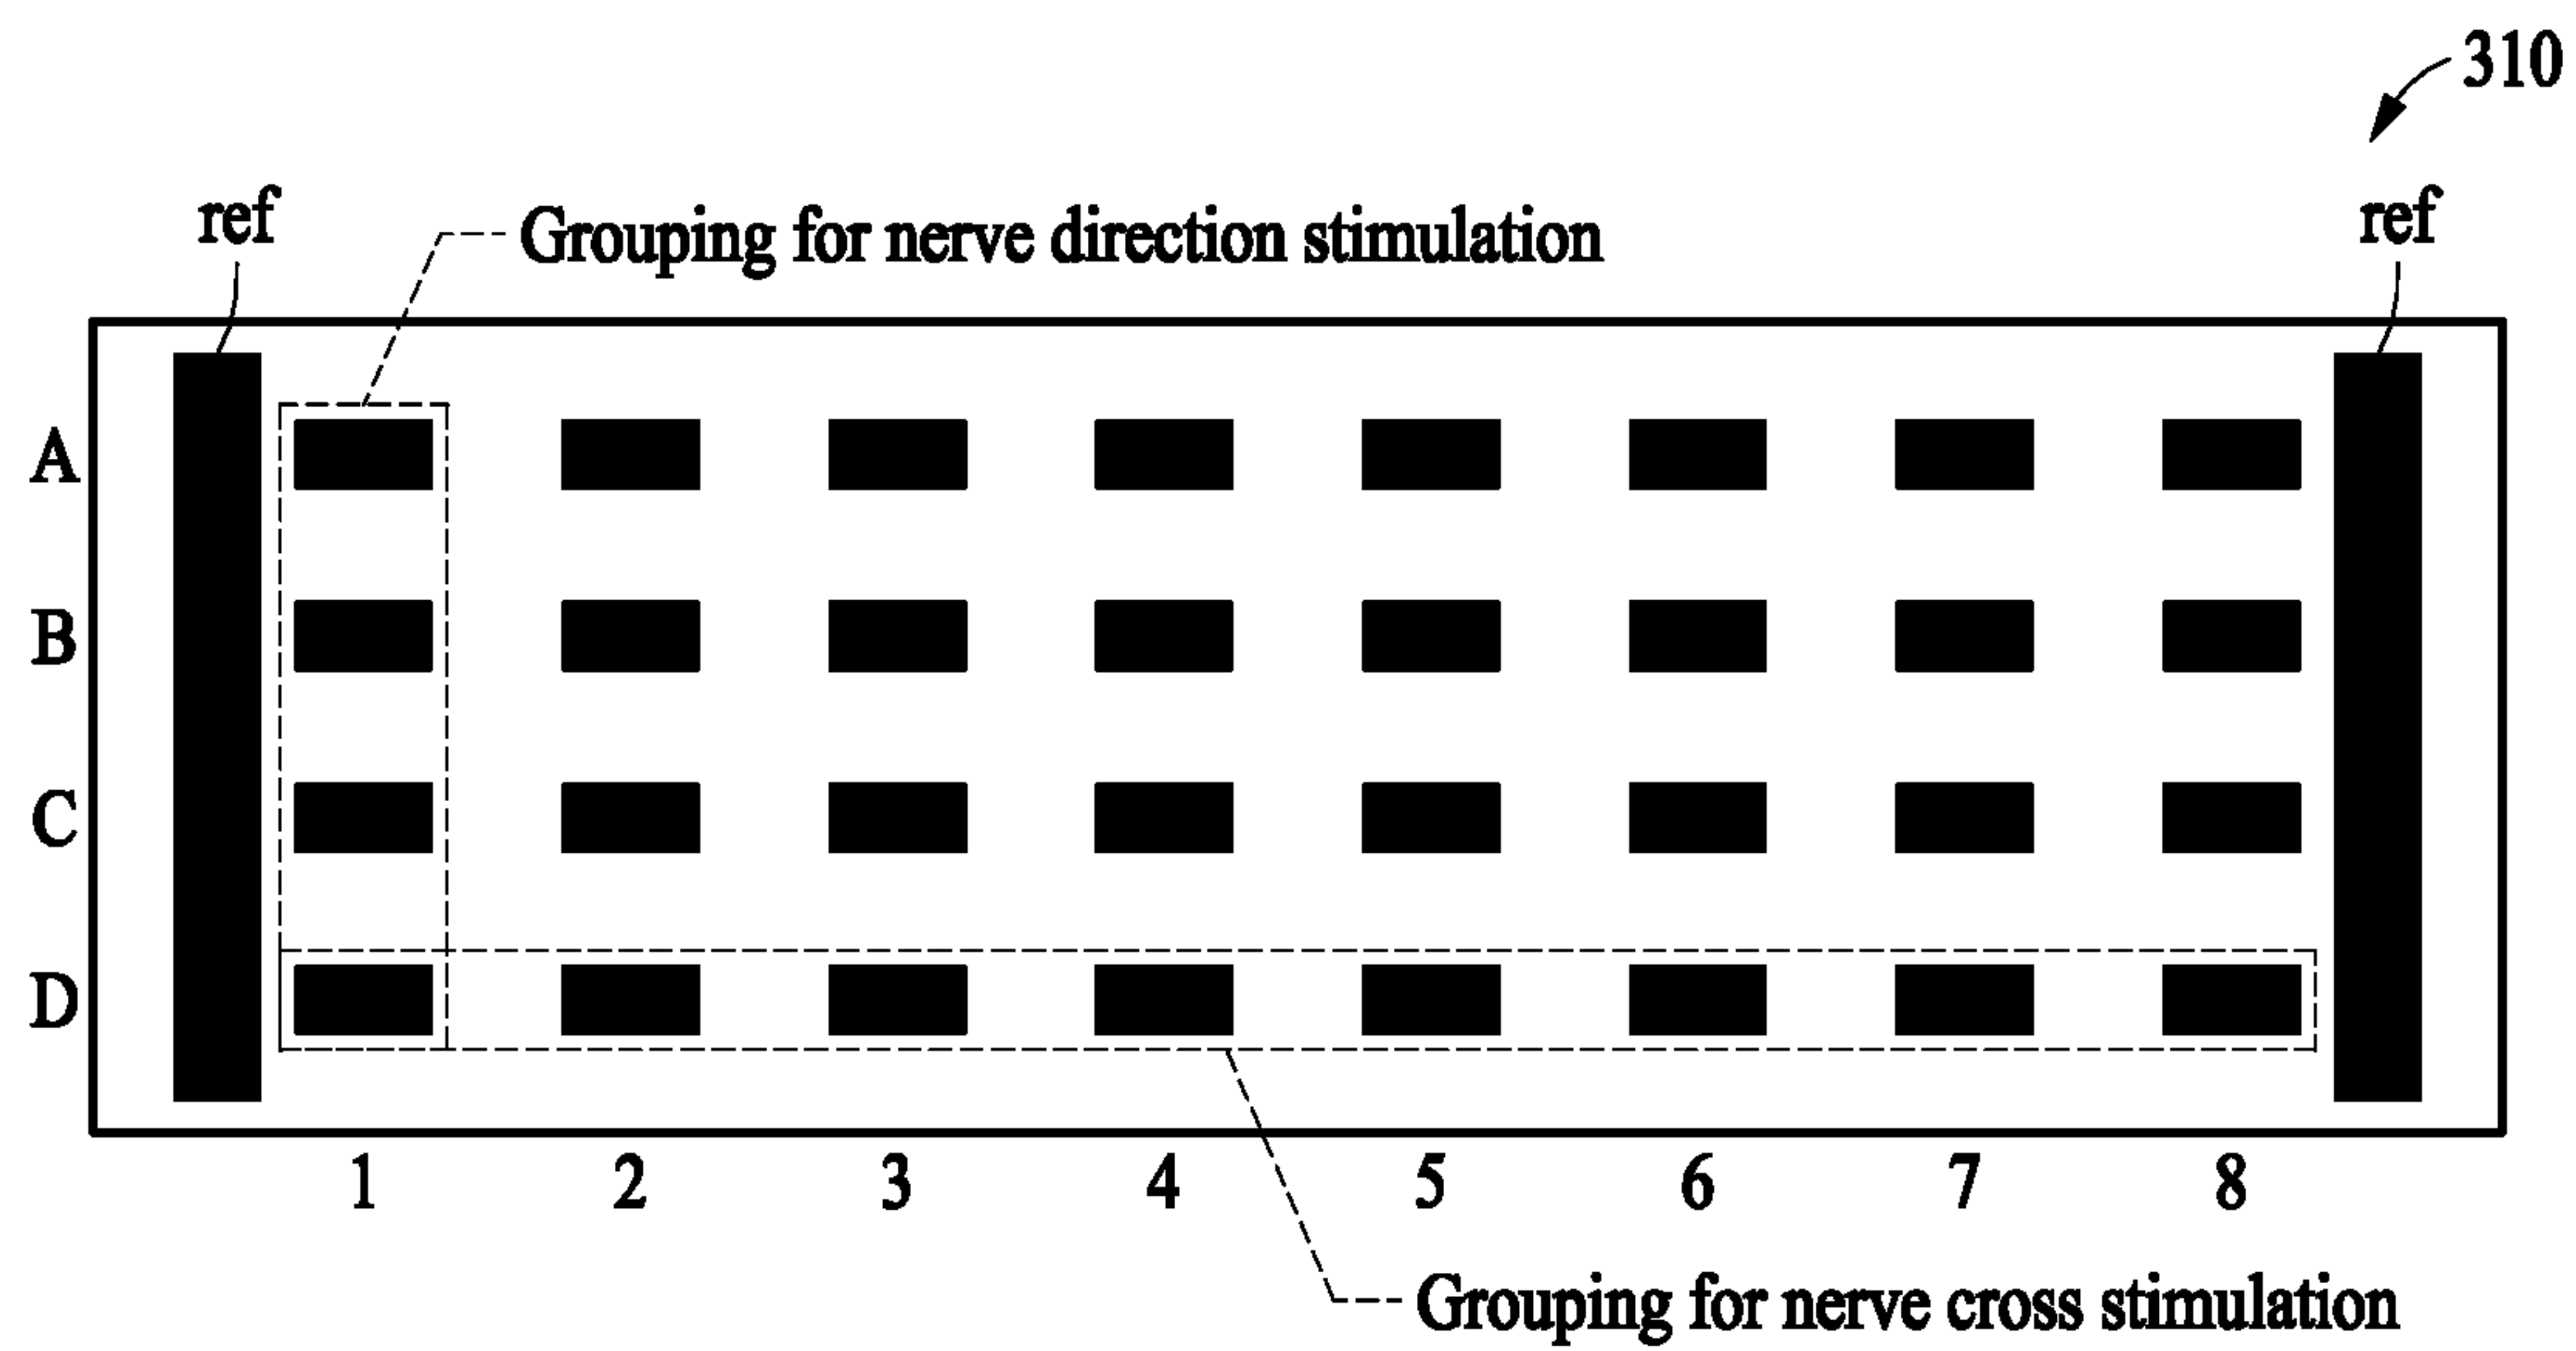 310
ref
Grouping for nerve direction stimulation
ref
A
B
C
D
1 2 3 4 5 6 7 8
Grouping for nerve cross stimulation